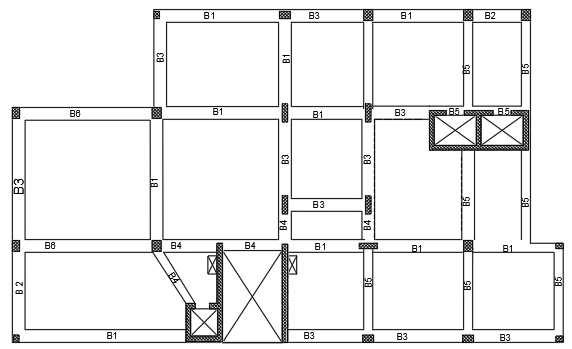 B1 B3 B1 B2
B3 B1 B5 B5
B6 B1 B1 B3 B5 B5
B3 B1 B3 B3 B5 B5
B3
B4 B4
B6 B4 B4 B1 B1 B1
B2 B4 B5 B5 B5
B1 B3 B3 B3